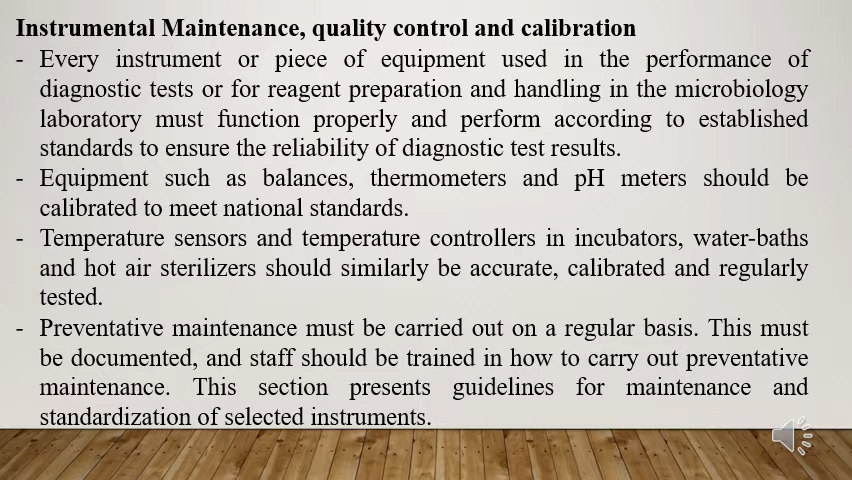 Instrumental Maintenance, quality control and calibration
- Every instrument or piece of equipment used in the performance of
diagnostic tests or for reagent preparation and handling in the microbiology
laboratory must function properly and perform according to established
standards to ensure the reliability of diagnostic test results.
- Equipment such as balances, thermometers and pH meters should be
calibrated to meet national standards.
- Temperature sensors and temperature controllers in incubators, water-baths
and hot air sterilizers should similarly be accurate, calibrated and regularly
tested.
- Preventative maintenance must be carried out on a regular basis. This must
be documented, and staff should be trained in how to carry out preventative
maintenance. This section presents guidelines for maintenance and
standardization of selected instruments.